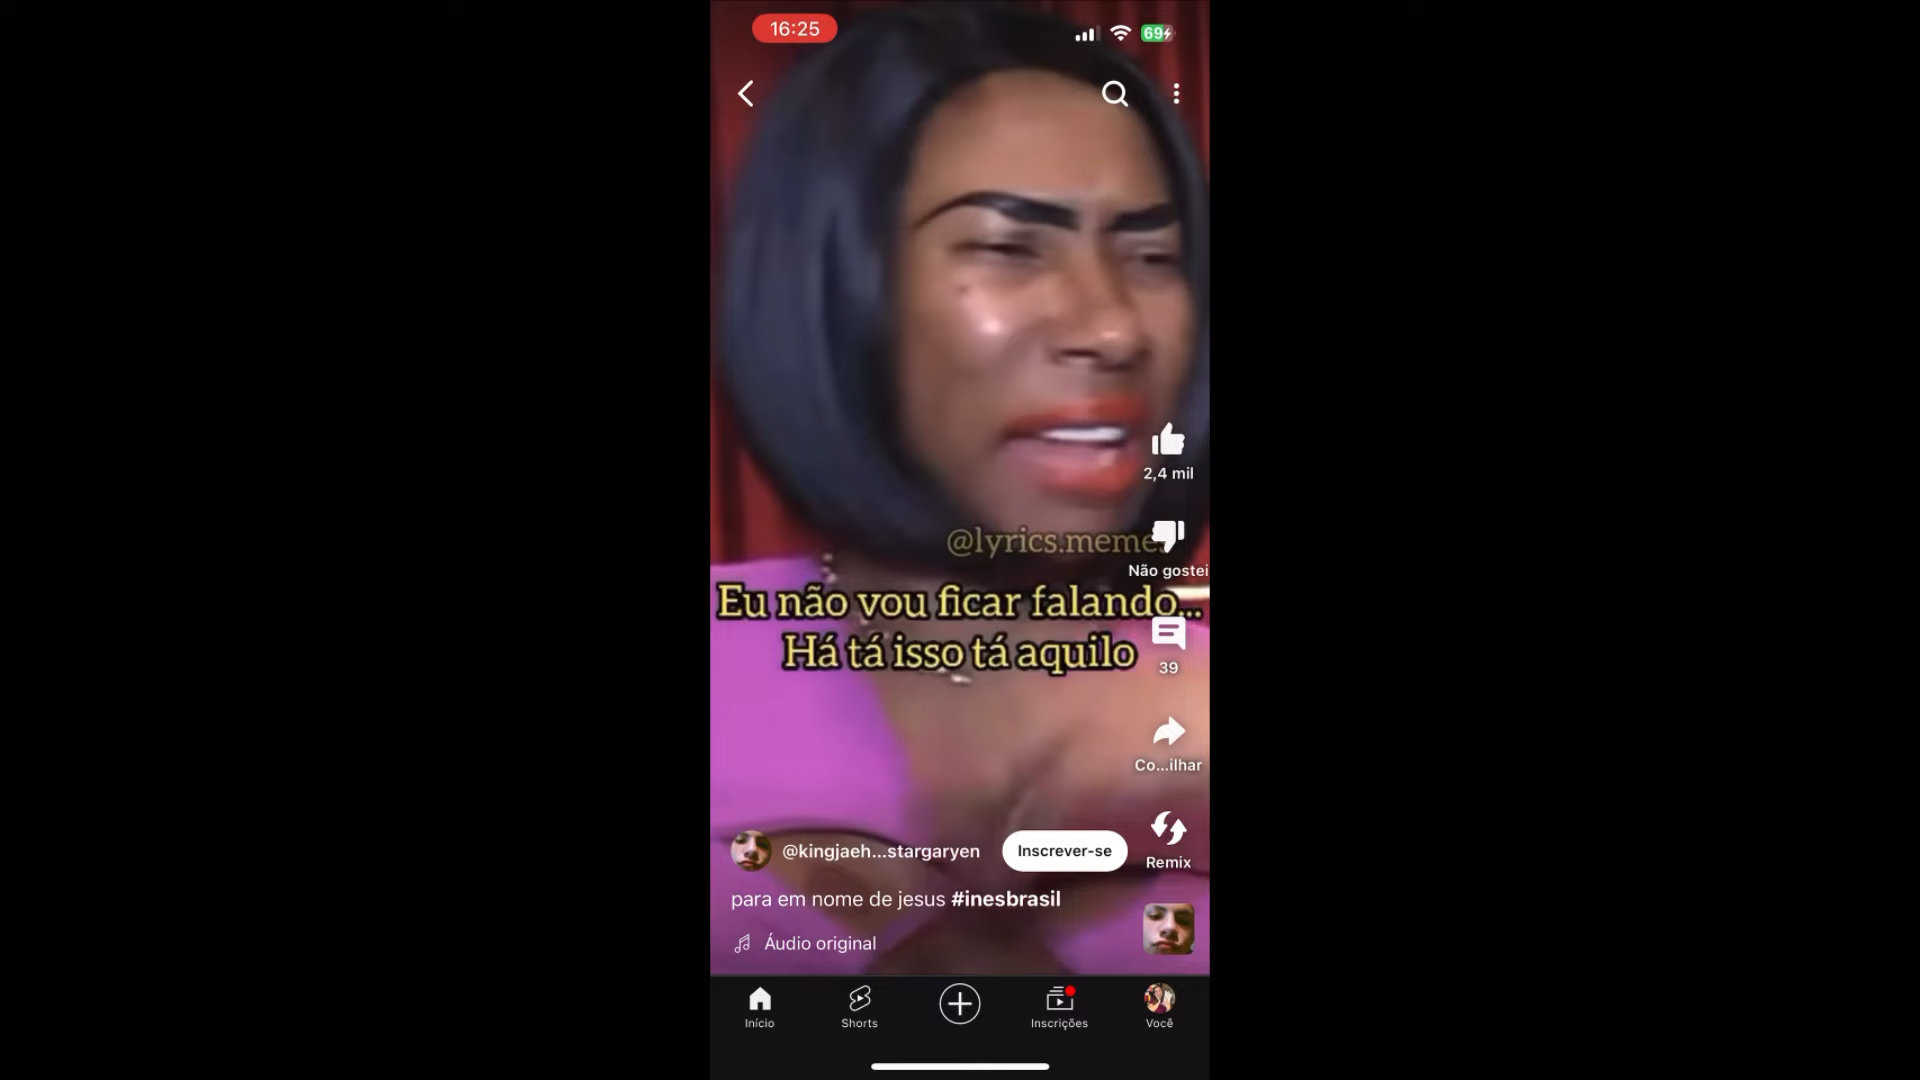 16:25
69
2,4 mil
@lyrics.meme
Não gostei
Eu não vou ficar falando...
Há tá isso tá aquilo
39
Co...ilhar
@kingjaeh...stargaryen
Inscrever-se
Remix
para em nome de jesus #inesbrasil
Áudio original
Início
Shorts
Inscrições
Você